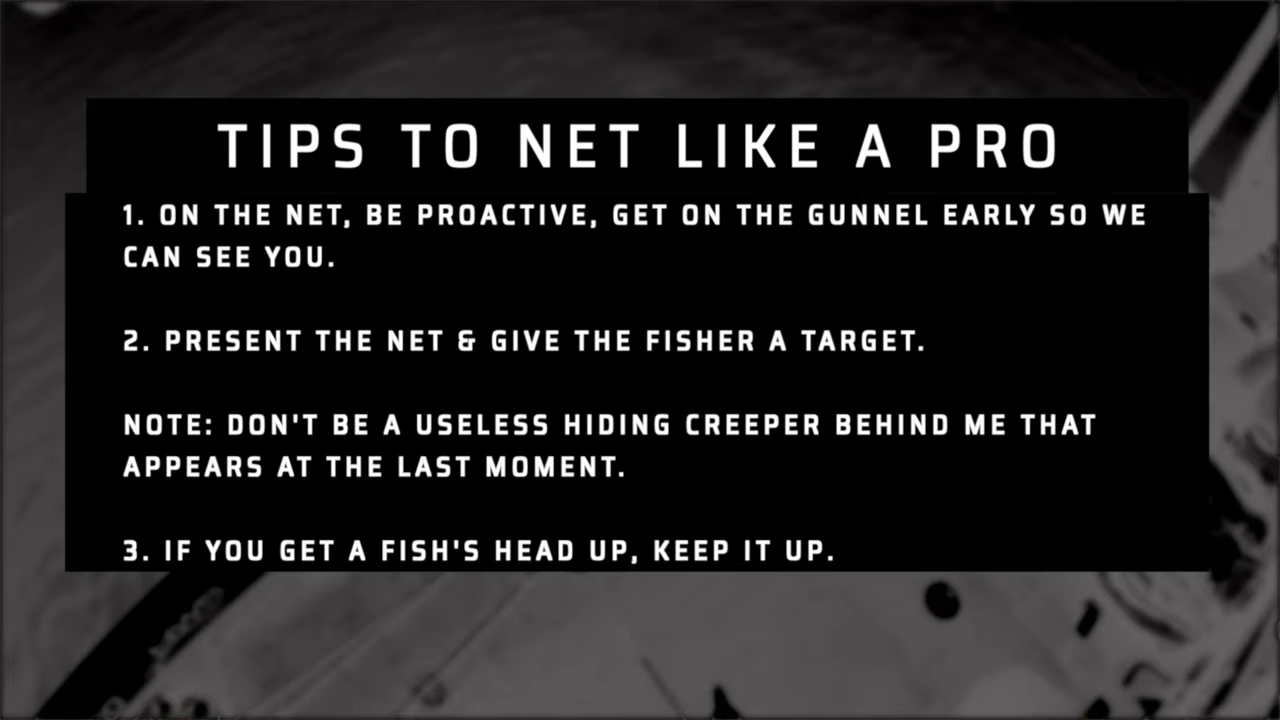 TIPS TO NET LIKE A PRO
1. ON THE NET, BE PROACTIVE, GET ON THE GUNNEL EARLY SO WE
CAN SEE YOU.
2. PRESENT THE NET & GIVE THE FISHER A TARGET.
NOTE: DON'T BE A USELESS HIDING CREEPER BEHIND ME THAT
APPEARS AT THE LAST MOMENT.
3. IF YOU GET A FISH'S HEAD UP, KEEP IT UP.